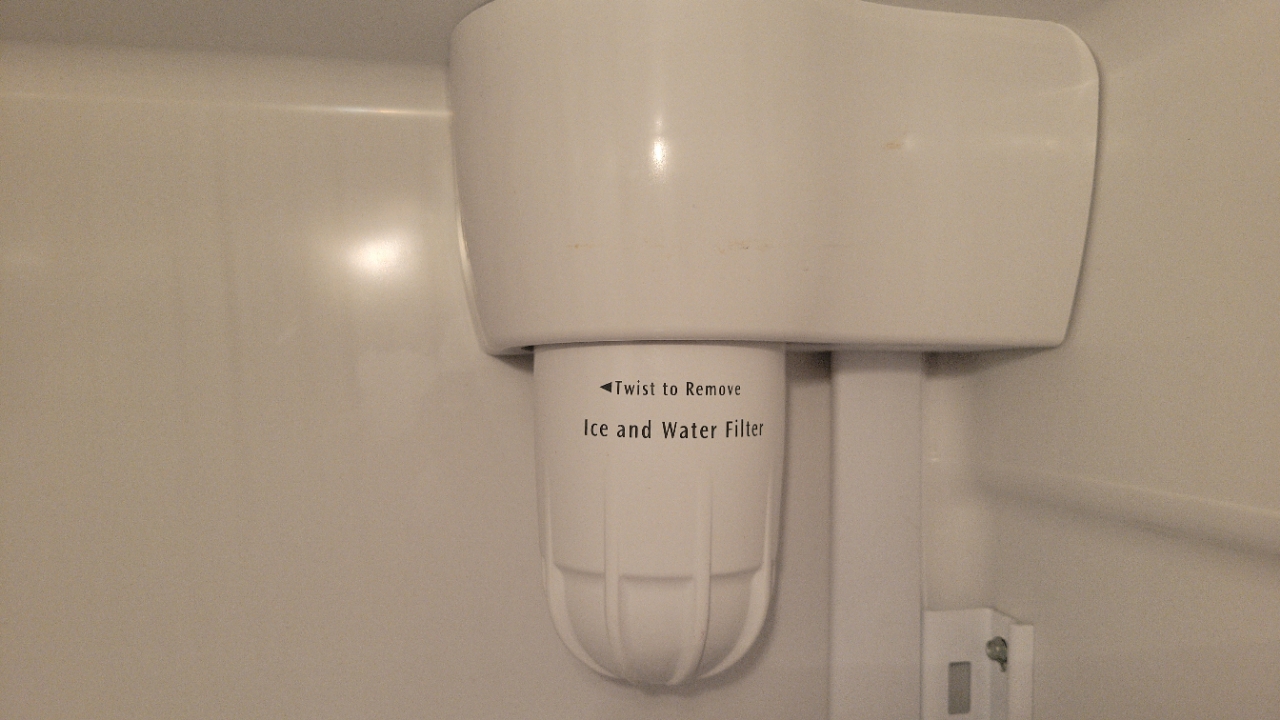 ◄Twist to Remove
Ice and Water Filter